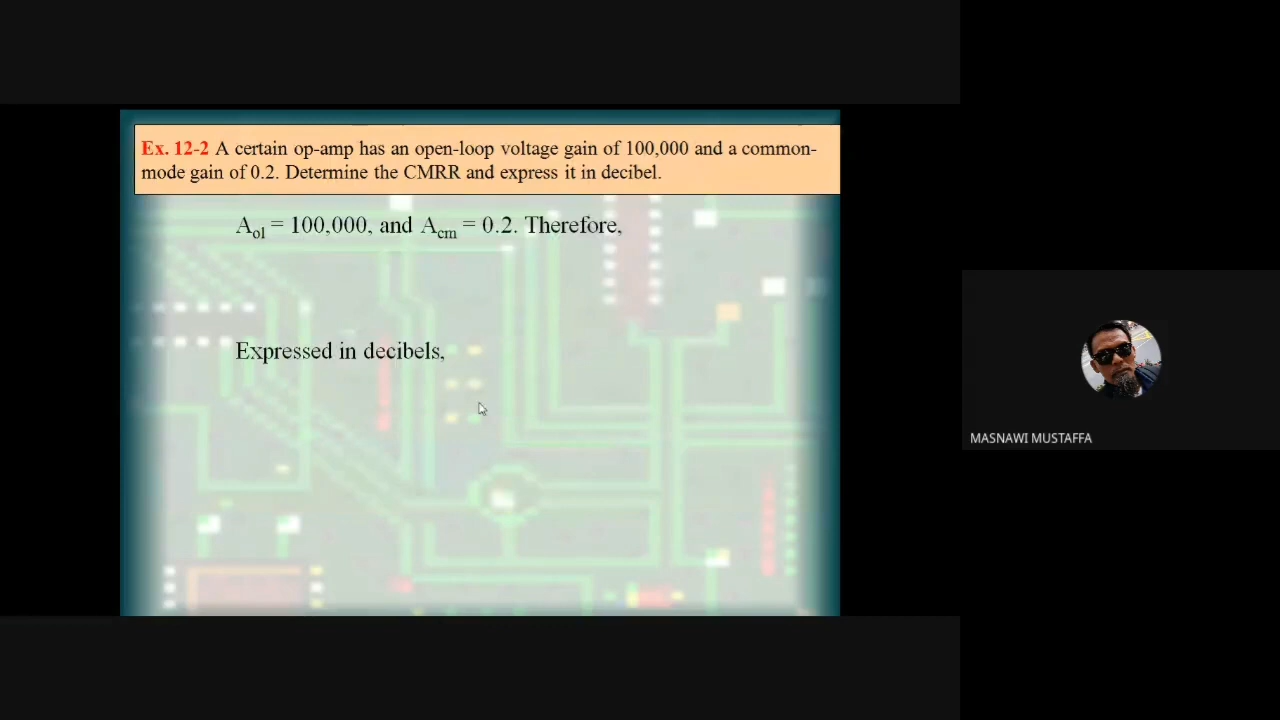 Ex. 12-2 A certain op-amp has an open-loop voltage gain of 100,000 and a common-
mode gain of 0.2. Determine the CMRR and express it in decibel.
Aol = 100,000, and Acm = 0.2. Therefore,
Expressed in decibels,
MASNAWI MUSTAFFA